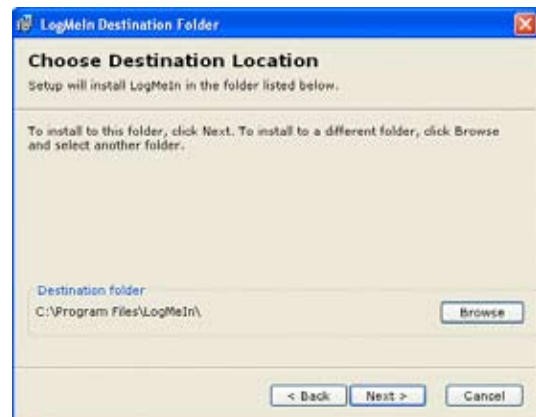 LogMeIn Destination Folder
Choose Destination Location
Setup will install LogMeIn in the folder listed below.
To install to this folder, click Next. To install to a different folder, click Browse
and select another folder.
Destination folder
C:\Program Files\LogMeIn\
Browse
< Back Next > Cancel